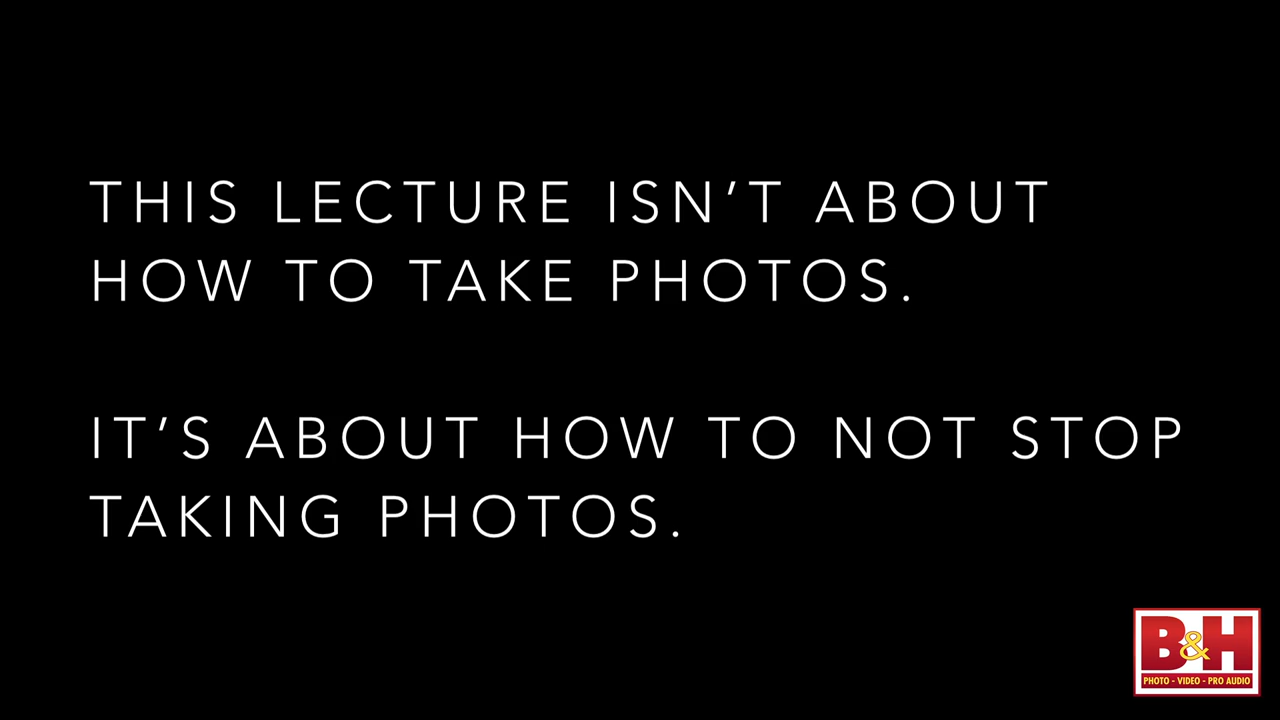 THIS LECTURE ISN’T ABOUT
HOW TO TAKE PHOTOS.
IT’S ABOUT HOW TO NOT STOP
TAKING PHOTOS.
B&H
PHOTO - VIDEO - PRO AUDIO